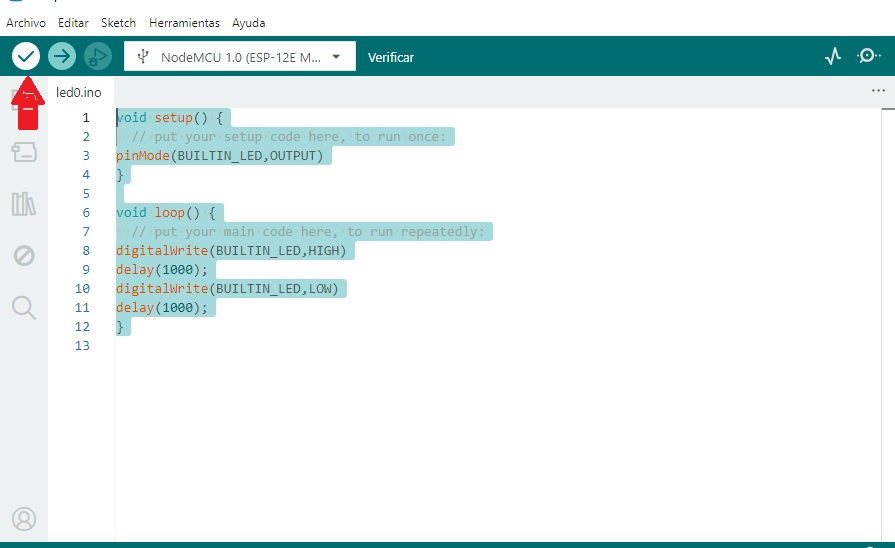 Archivo Editar Sketch Herramientas Ayuda
NodeMCU 1.0 (ESP-12E M... Verificar
led0.ino
1 void setup() {
2 // put your setup code here, to run once:
3 pinMode(BUILTIN_LED,OUTPUT)
4 }
5
6 void loop() {
7 // put your main code here, to run repeatedly:
8 digitalWrite(BUILTIN_LED,HIGH)
9 delay(1000);
10 digitalWrite(BUILTIN_LED,LOW)
11 delay(1000);
12 }
13